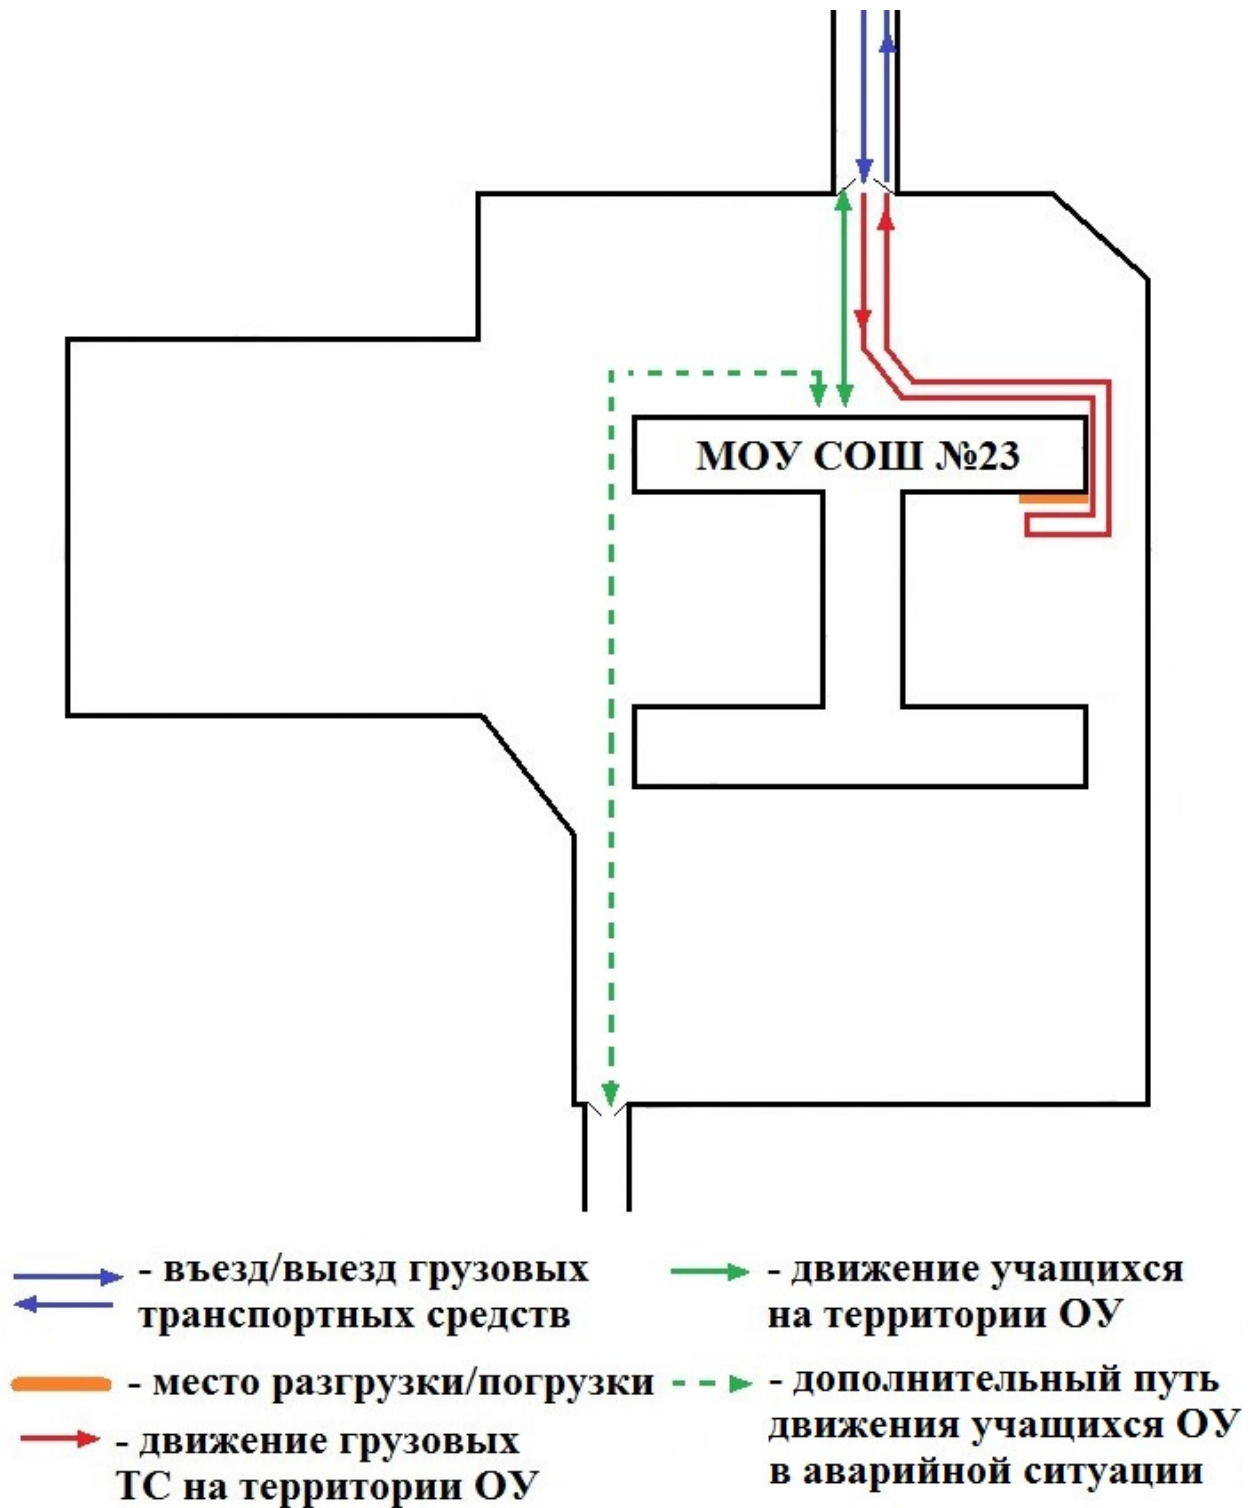 МОУ СОШ №23
- въезд/выезд грузовых
транспортных средств
- место разгрузки/погрузки
- движение грузовых
ТС на территории ОУ
- движение учащихся
на территории ОУ
- дополнительный путь
движения учащихся ОУ
в аварийной ситуации